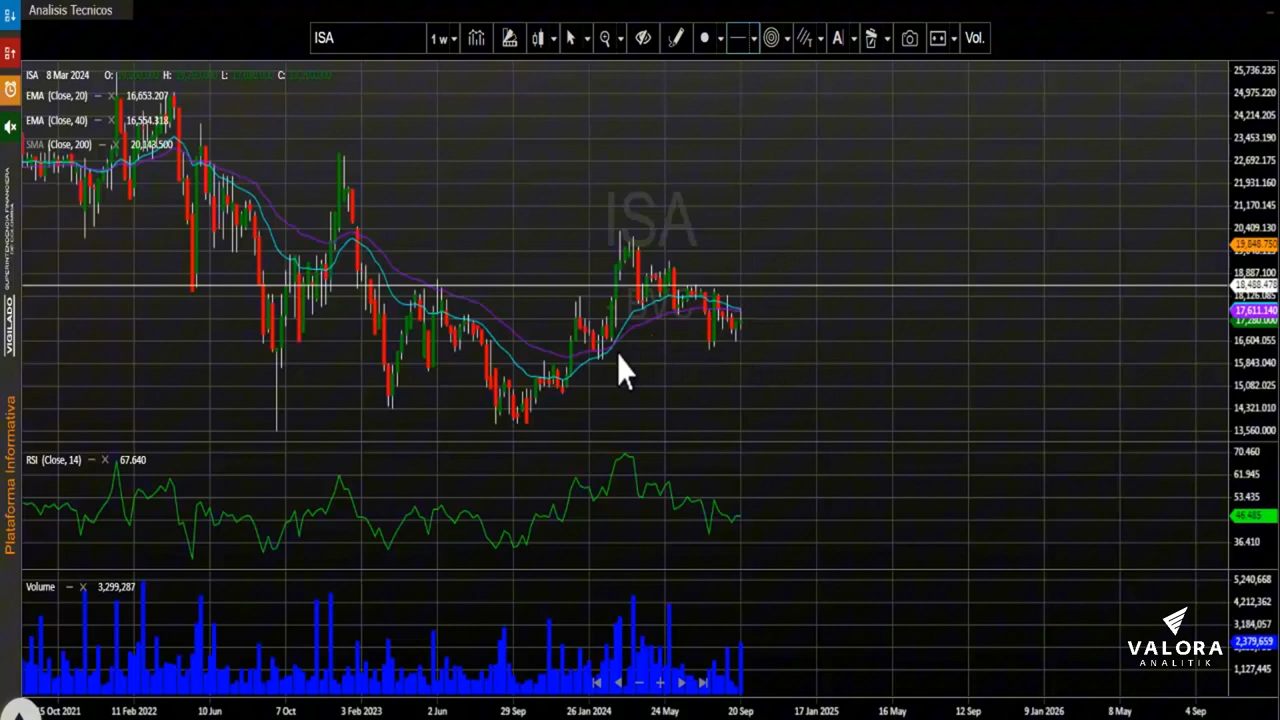 Analisis Tecnicos
ISA
1 w
Vol.
ISA 8 Mar 2024 O: H: L: C:
EMA (Close, 20) 16,653.207
EMA (Close, 40) 16,554.318
SMA (Close, 200) 20,143.500
ISA
25,736.235
24,975.220
24,214.205
23,453.190
22,692.175
21,931.160
21,170.145
20,409.130
19,848.750
18,887.100
18,488.478
18,126.085
17,611.140
17,280.000
16,604.055
15,843.040
15,082.025
14,321.010
13,560.000
RSI (Close, 14) 67.640
70.460
61.945
53.435
46.485
36.410
Volume 3,299,287
5,240,668
4,212,362
3,184,057
2,379,659
1,127,445
VALORA
ANALITIK
15 Oct 2021 11 Feb 2022 10 Jun 7 Oct 3 Feb 2023 2 Jun 29 Sep 26 Jan 2024 24 May 20 Sep 17 Jan 2025 16 May 12 Sep 9 Jan 2026 8 May 4 Sep
VIGILADO SUPERINTENDENCIA FINANCIERA
DE COLOMBIA
Plataforma Informativa